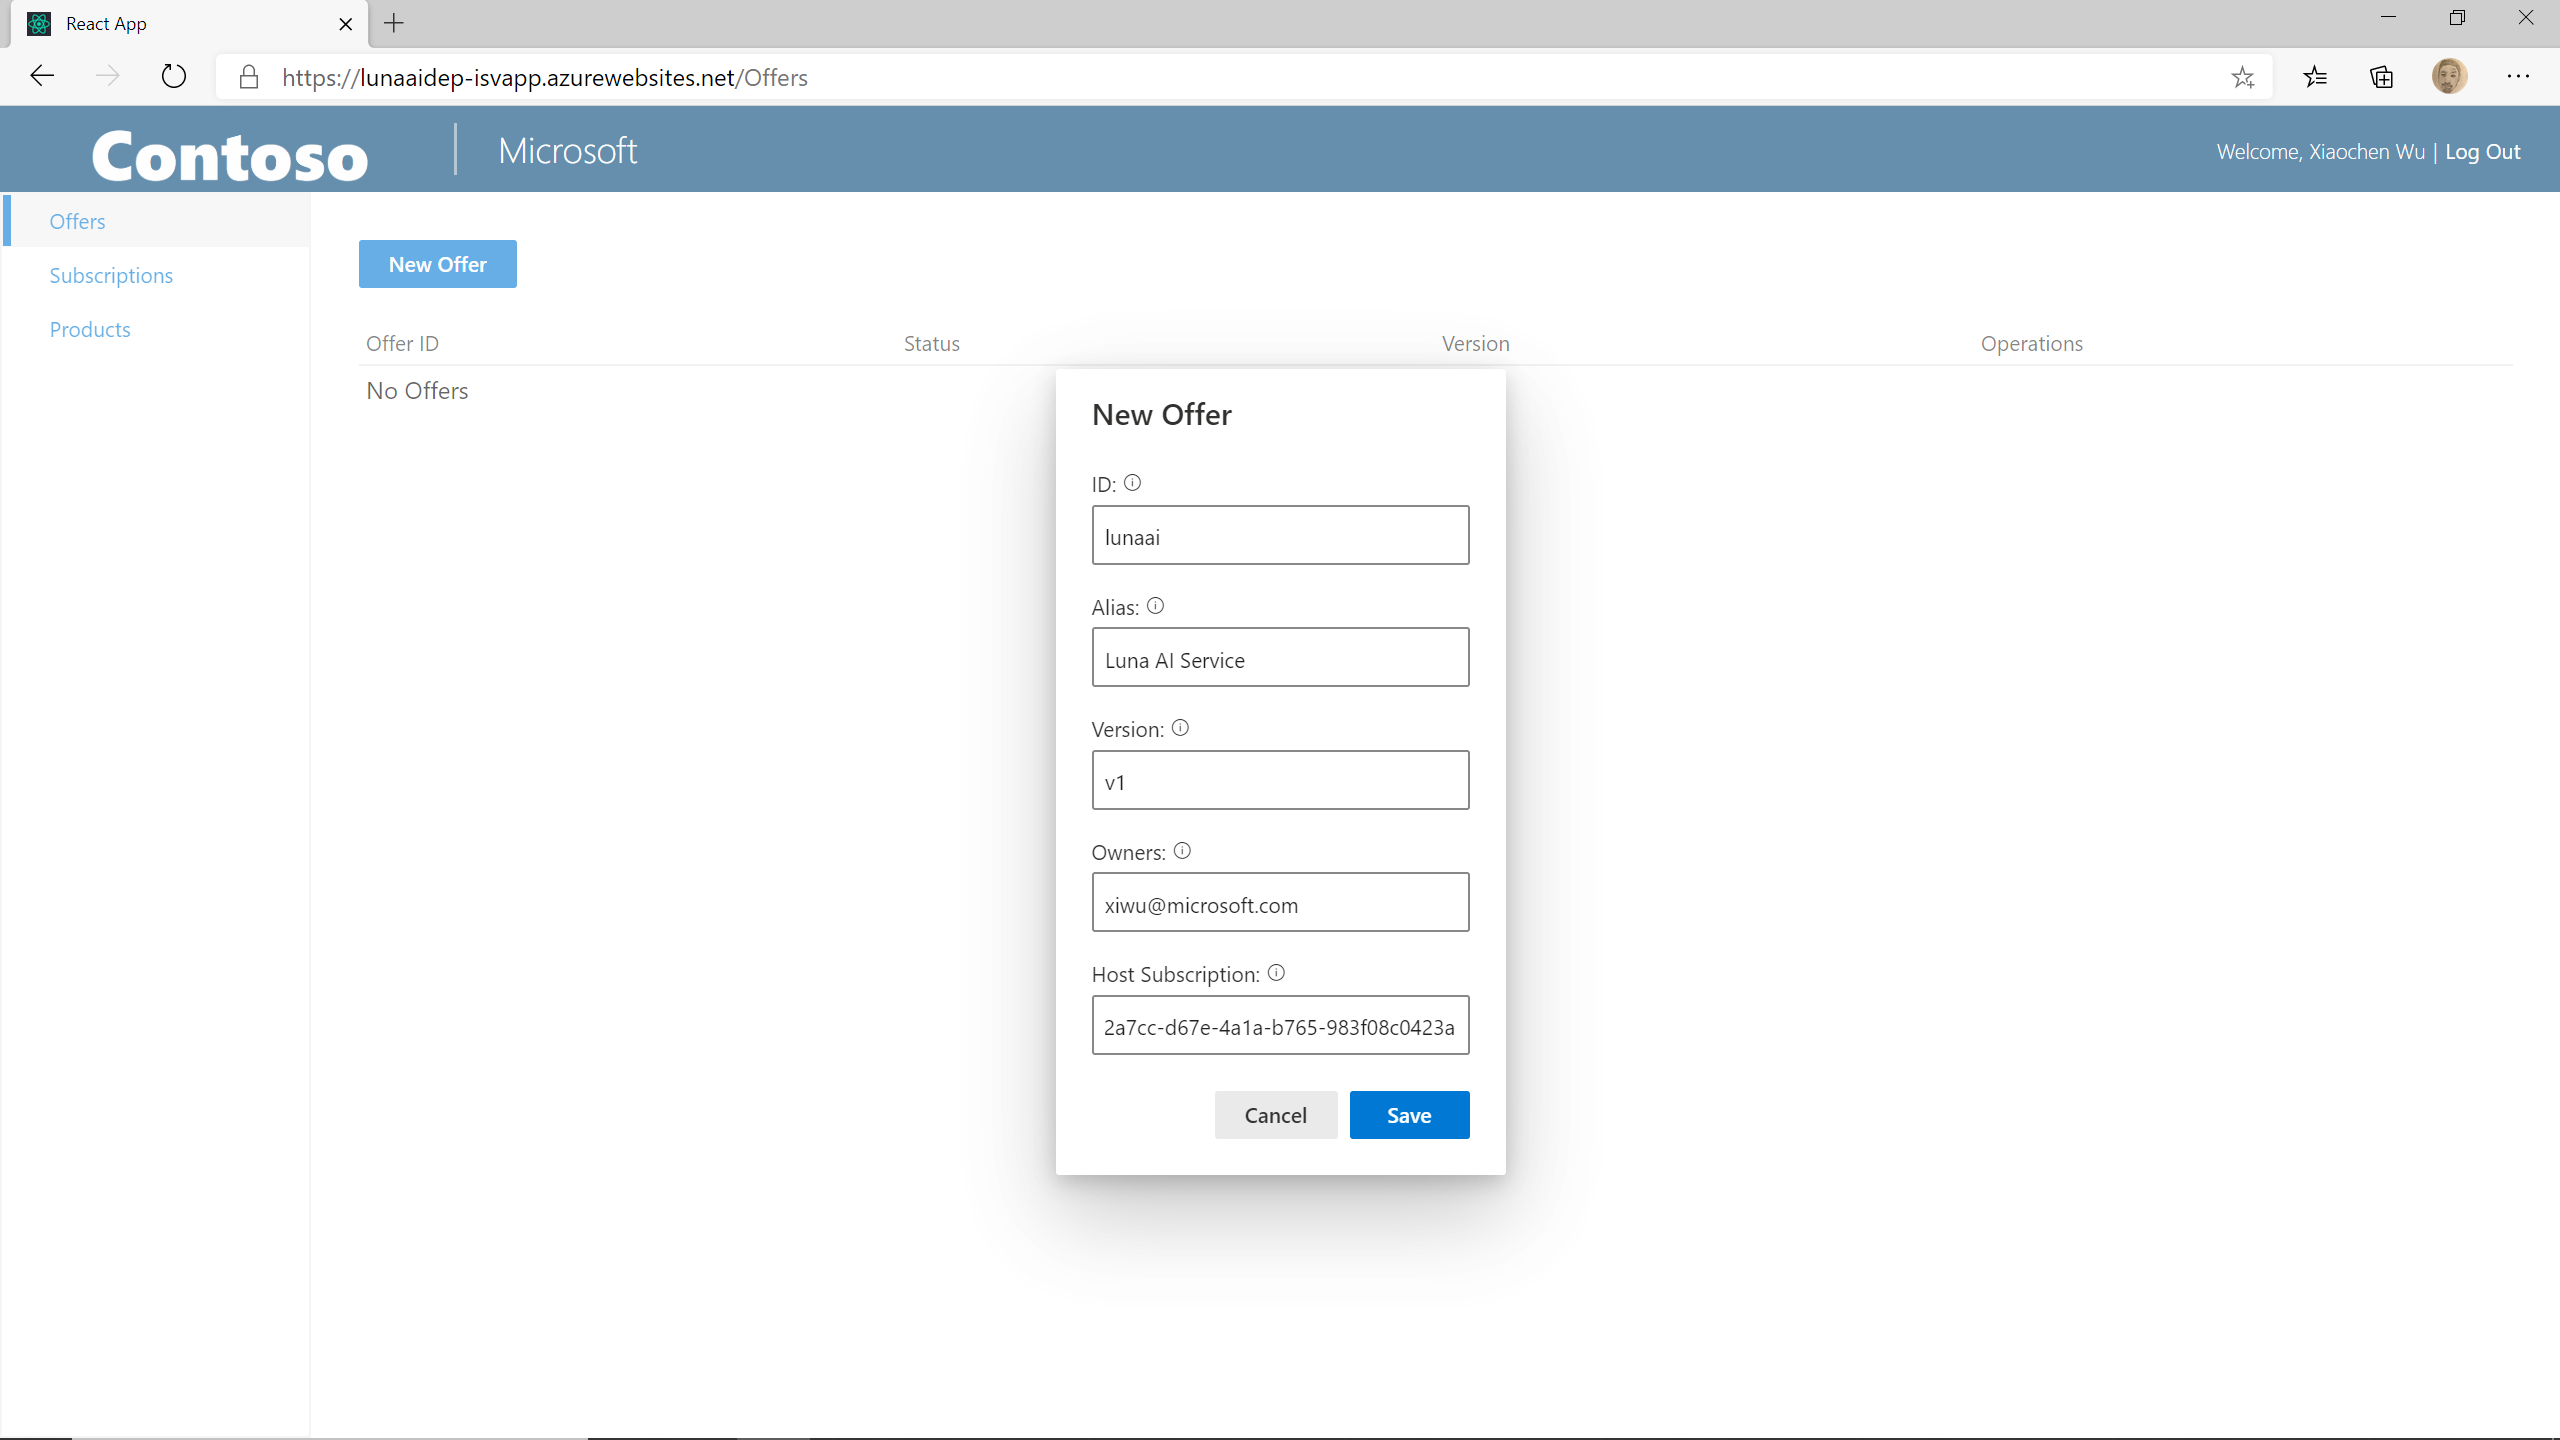 React App
https://lunaaidep-isvapp.azurewebsites.net/Offers
Contoso
Microsoft
Welcome, Xiaochen Wu | Log Out
Offers
Subscriptions
Products
New Offer
Offer ID Status Version Operations
No Offers
New Offer
ID:
lunaai
Alias:
Luna AI Service
Version:
v1
Owners:
xiwu@microsoft.com
Host Subscription:
2a7cc-d67e-4a1a-b765-983f08c0423a
Cancel Save